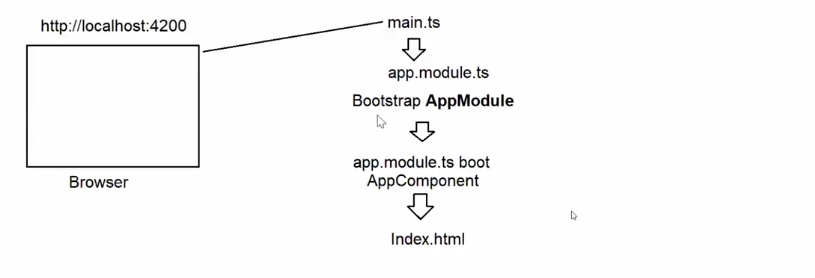 http://localhost:4200
main.ts
app.module.ts
Bootstrap AppModule
app.module.ts boot
AppComponent
Browser
Index.html